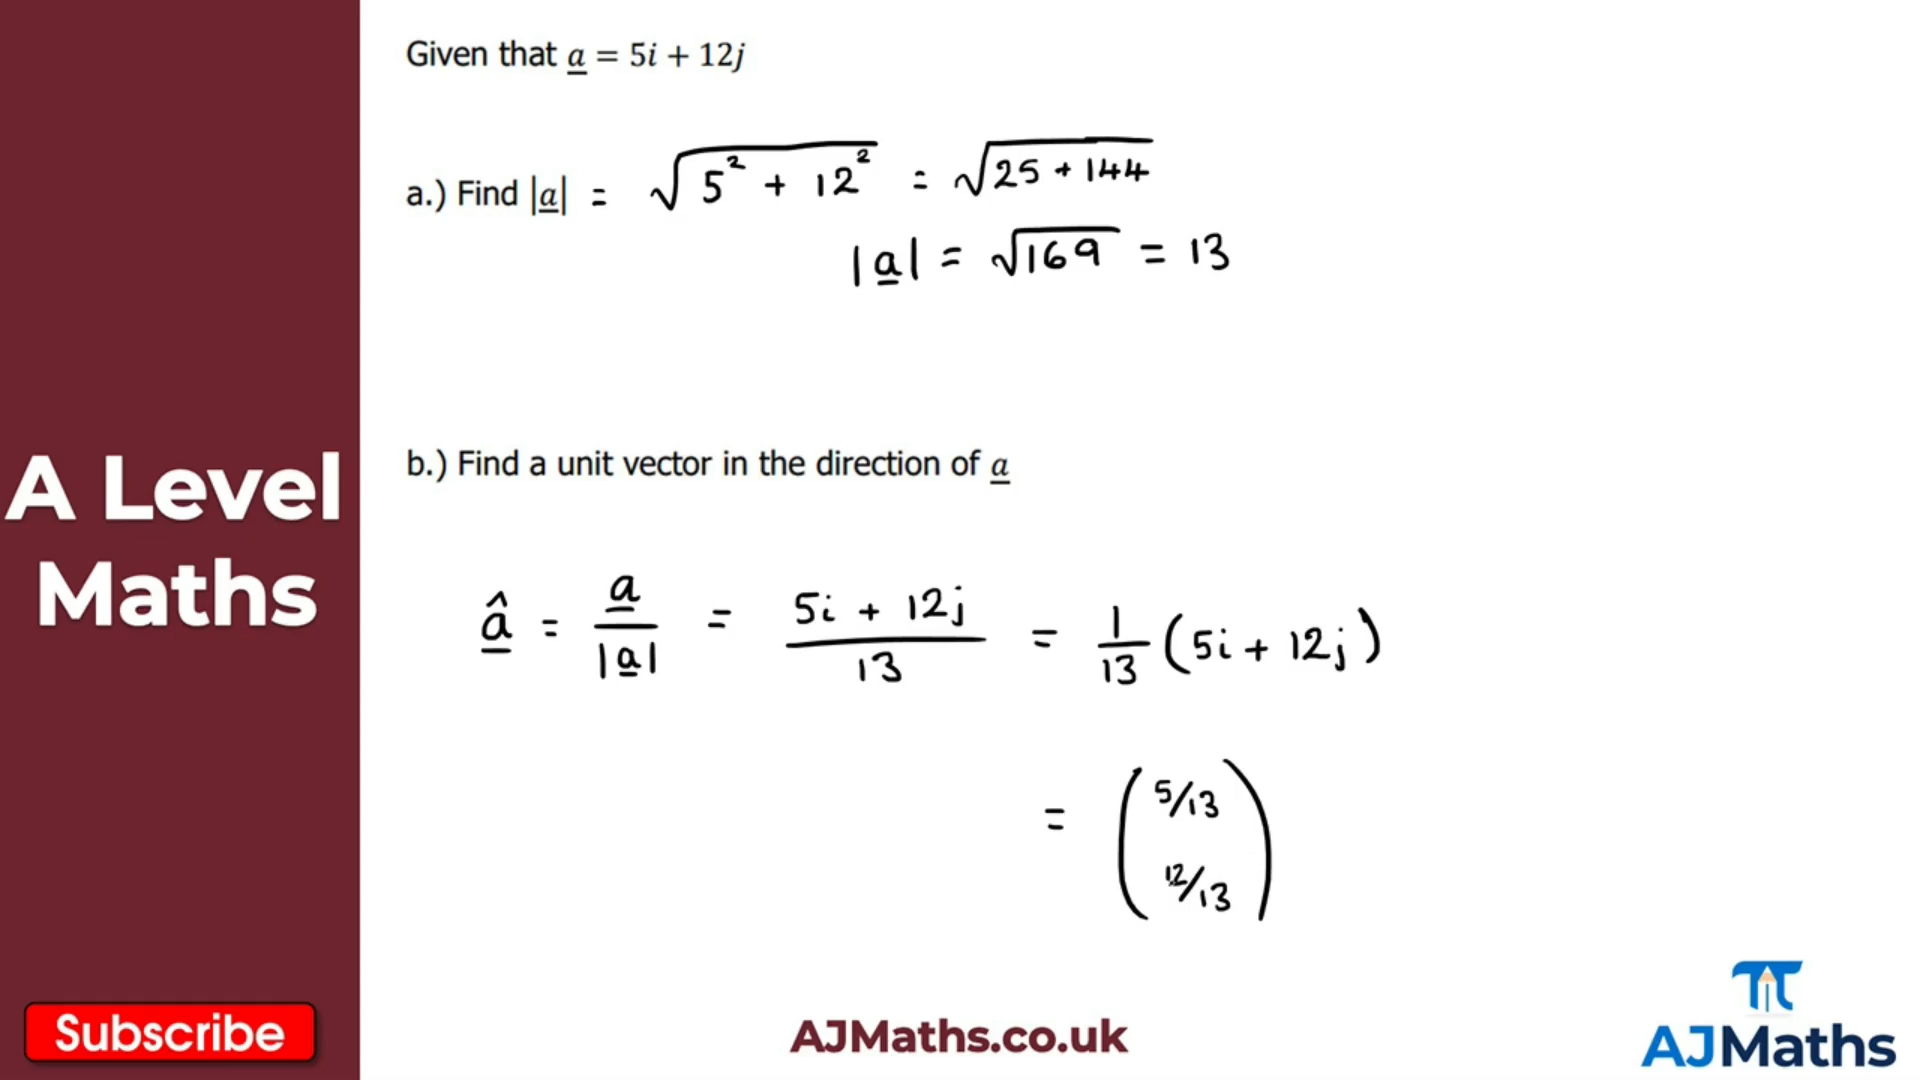 Given that a = 5i + 12j
a.) Find |a| = √5² + 12² = √25 + 144
|a| = √169 = 13
b.) Find a unit vector in the direction of a
â = a/|a| = 5i + 12j/13 = 1/13 (5i + 12j)
= (5/13
12/13)
A Level
Maths
Subscribe
AJMaths.co.uk
AJMaths